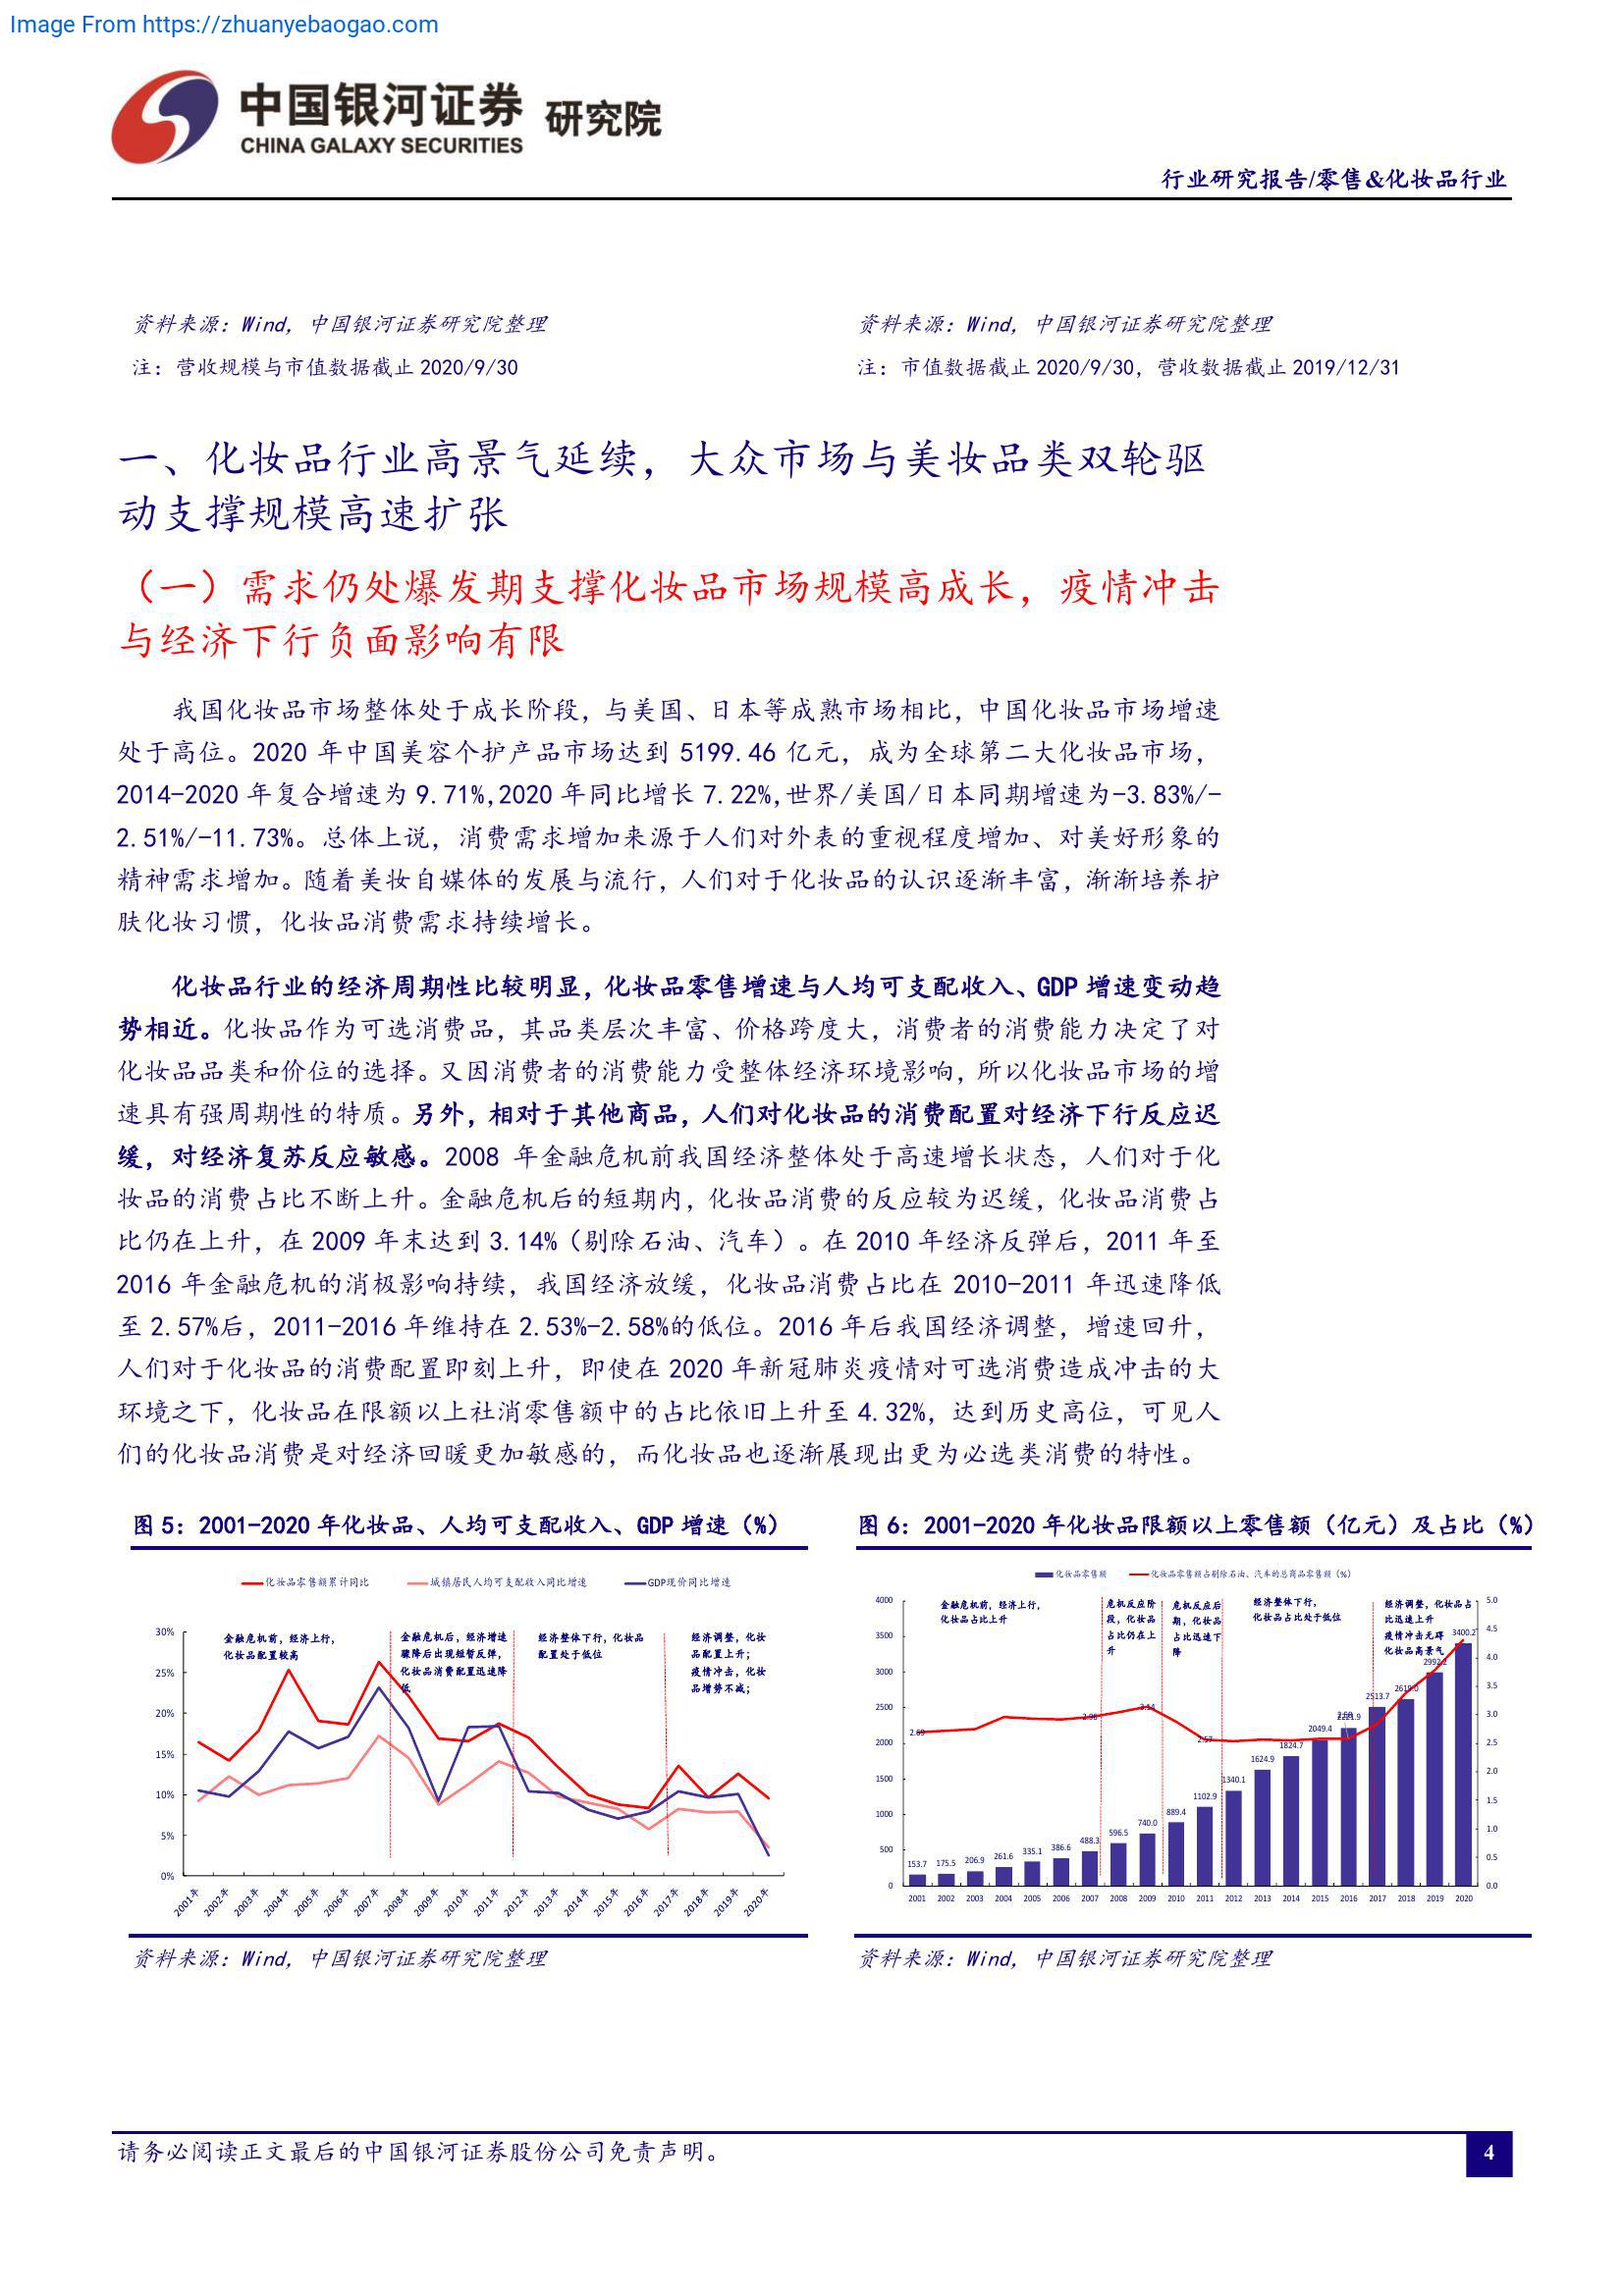 Image From https://zhuanyebaogao.com
中国银河证券 研究院
CHINA GALAXY SECURITIES
行业研究报告/零售&化妆品行业
资料来源：Wind，中国银河证券研究院整理
注：营收规模与市值数据截止 2020/9/30
资料来源：Wind，中国银河证券研究院整理
注：市值数据截止 2020/9/30，营收数据截止 2019/12/31
一、化妆品行业高景气延续，大众市场与美妆品类双轮驱
动支撑规模高速扩张
（一）需求仍处爆发期支撑化妆品市场规模高成长，疫情冲击
与经济下行负面影响有限
我国化妆品市场整体处于成长阶段，与美国、日本等成熟市场相比，中国化妆品市场增速
处于高位。2020 年中国美容个护产品市场达到 5199.46 亿元，成为全球第二大化妆品市场，
2014-2020 年复合增速为 9.71%,2020 年同比增长 7.22%,世界/美国/日本同期增速为-3.83%/-
2.51%/-11.73%。总体上说，消费需求增加来源于人们对外表的重视程度增加、对美好形象的
精神需求增加。随着美妆自媒体的发展与流行，人们对于化妆品的认识逐渐丰富，渐渐培养护
肤化妆习惯，化妆品消费需求持续增长。
化妆品行业的经济周期性比较明显，化妆品零售增速与人均可支配收入、GDP 增速变动趋
势相近。化妆品作为可选消费品，其品类层次丰富、价格跨度大，消费者的消费能力决定了对
化妆品品类和价位的选择。又因消费者的消费能力受整体经济环境影响，所以化妆品市场的增
速具有强周期性的特质。另外，相对于其他商品，人们对化妆品的消费配置对经济下行反应迟
缓，对经济复苏反应敏感。2008 年金融危机前我国经济整体处于高速增长状态，人们对于化
妆品的消费占比不断上升。金融危机后的短期内，化妆品消费的反应较为迟缓，化妆品消费占
比仍在上升，在 2009 年末达到 3.14%（剔除石油、汽车）。在 2010 年经济反弹后，2011 年至
2016 年金融危机的消极影响持续，我国经济放缓，化妆品消费占比在 2010-2011 年迅速降低
至 2.57%后，2011-2016 年维持在 2.53%-2.58%的低位。2016 年后我国经济调整，增速回升，
人们对于化妆品的消费配置即刻上升，即使在 2020 年新冠肺炎疫情对可选消费造成冲击的大
环境之下，化妆品在限额以上社消零售额中的占比依旧上升至 4.32%，达到历史高位，可见人
们的化妆品消费是对经济回暖更加敏感的，而化妆品也逐渐展现出更为必选类消费的特性。
图 5：2001-2020 年化妆品、人均可支配收入、GDP 增速（%）
化妆品零售额累计同比 城镇居民人均可支配收入同比增速 GDP现价同比增速
30%
25%
20%
15%
10%
5%
0%
金融危机前，经济上行，
化妆品配置较高
金融危机后，经济增速
骤降后出现短暂反弹，
化妆品消费配置迅速降
低
经济整体下行，化妆品
配置处于低位
经济调整，化妆
品配置上升；
疫情冲击，化妆
品增势不减；
2001年 2002年 2003年 2004年 2005年 2006年 2007年 2008年 2009年 2010年 2011年 2012年 2013年 2014年 2015年 2016年 2017年 2018年 2019年 2020年
资料来源：Wind，中国银河证券研究院整理
图 6：2001-2020 年化妆品限额以上零售额（亿元）及占比（%）
化妆品零售额 化妆品零售额占剔除石油、汽车的总商品零售额（%）
4000
3500
3000
2500
2000
1500
1000
500
0
金融危机前，经济上行，
化妆品占比上升
危机反应阶
段，化妆品
占比仍在上
升
危机反应后
期，化妆品
占比迅速下
降
经济整体下行，
化妆品占比处于低位
经济调整，化妆品占
比迅速上升
疫情冲击无碍
化妆品高景气
5.0
4.5
4.0
3.5
3.0
2.5
2.0
1.5
1.0
0.5
0.0
2.69 2.96 3.14 2.57
153.7 175.5 206.9 261.6 335.1 386.6 488.3 596.5 740.0 889.4 1102.9 1340.1 1624.9 1824.7 2049.4 2221.9 2513.7 2619.0 2992.2 3400.2
2001 2002 2003 2004 2005 2006 2007 2008 2009 2010 2011 2012 2013 2014 2015 2016 2017 2018 2019 2020
资料来源：Wind，中国银河证券研究院整理
请务必阅读正文最后的中国银河证券股份公司免责声明。
4